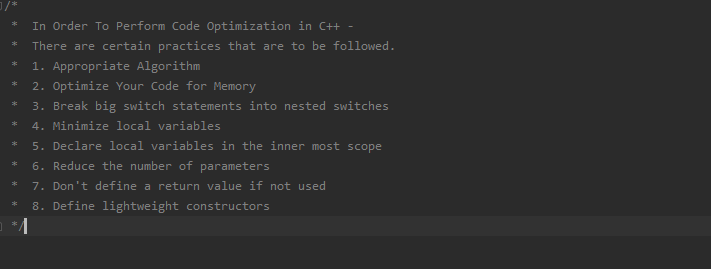 /*
* In Order To Perform Code Optimization in C++ -
* There are certain practices that are to be followed.
* 1. Appropriate Algorithm
* 2. Optimize Your Code for Memory
* 3. Break big switch statements into nested switches
* 4. Minimize local variables
* 5. Declare local variables in the inner most scope
* 6. Reduce the number of parameters
* 7. Don't define a return value if not used
* 8. Define lightweight constructors
*/